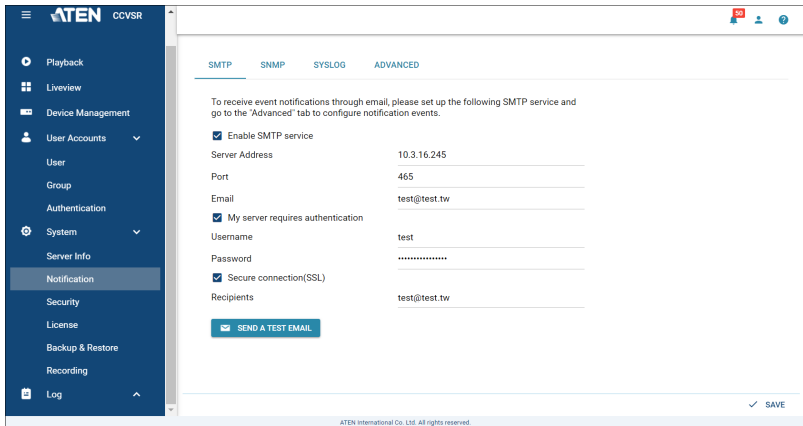 ATEN CCVSR
50
Playback
Liveview
Device Management
User Accounts
User
Group
Authentication
System
Server Info
Notification
Security
License
Backup & Restore
Recording
Log
SMTP SNMP SYSLOG ADVANCED
To receive event notifications through email, please set up the following SMTP service and
go to the "Advanced" tab to configure notification events.
Enable SMTP service
Server Address 10.3.16.245
Port 465
Email test@test.tw
My server requires authentication
Username test
Password ················
Secure connection(SSL)
Recipients test@test.tw
SEND A TEST EMAIL
SAVE
ATEN International Co. Ltd. All rights reserved.